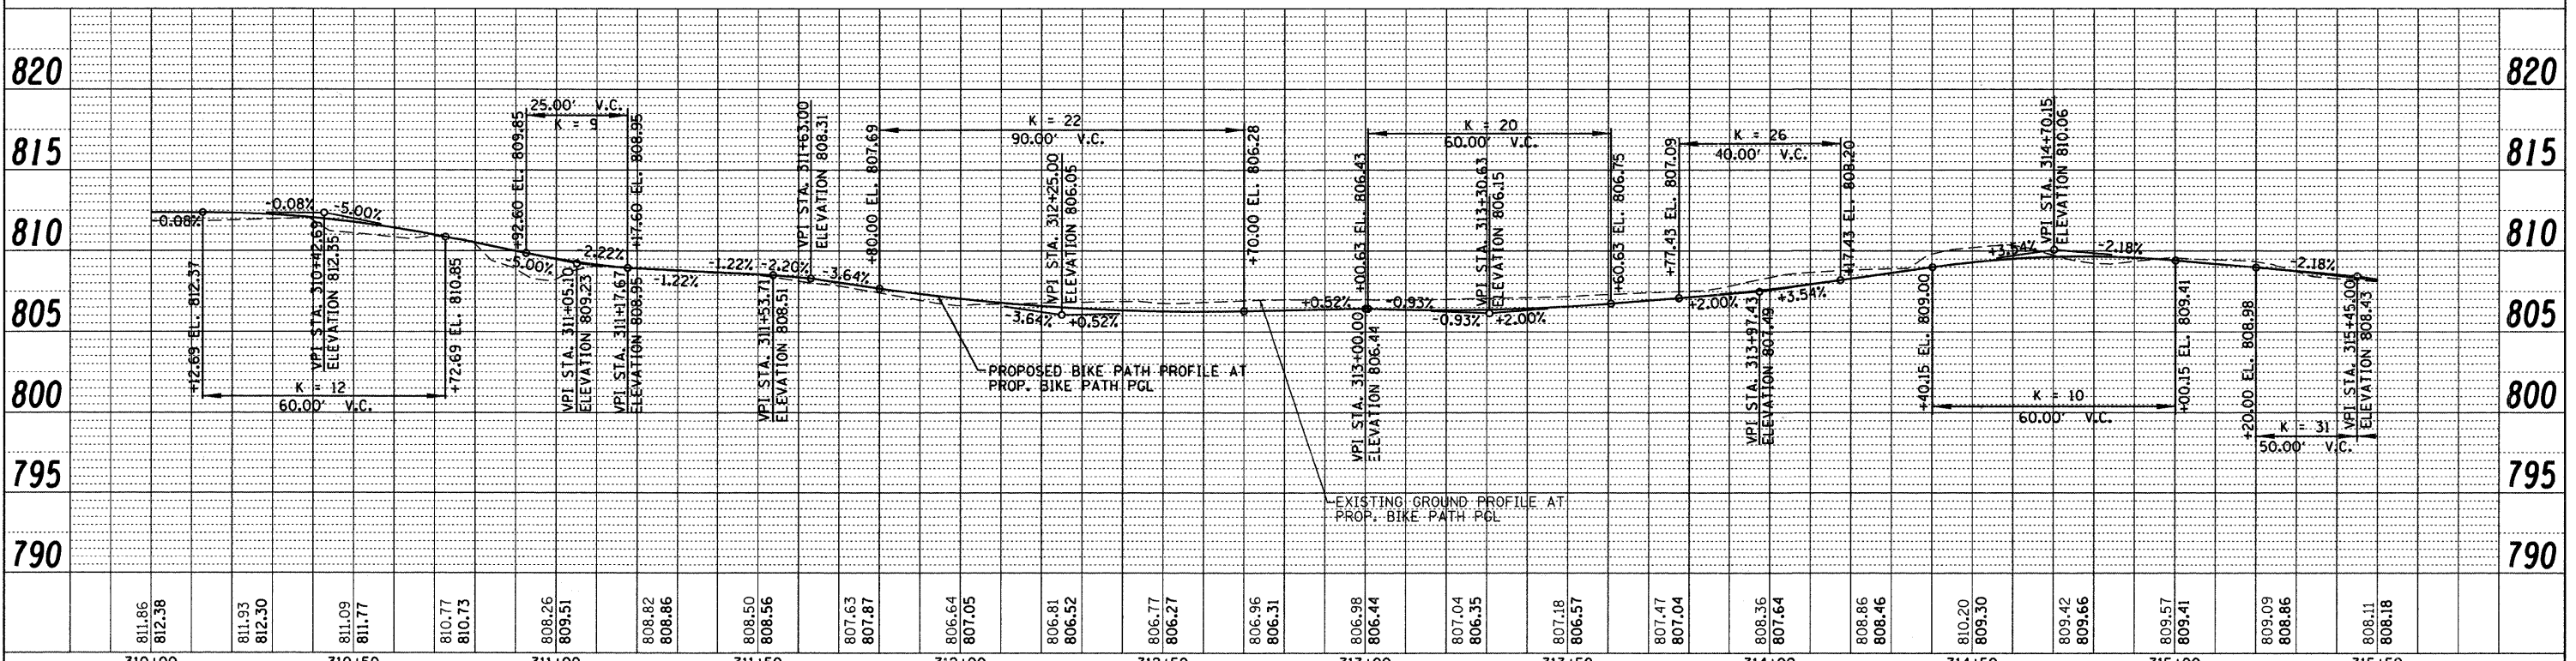 820
820
815
815
810
810
805
805
800
800
795
795
790
790
-0.08%
+12.69 EL. 812.37
K = 12
60.00' V.C.
-0.08%
-5.00%
VPI STA. 310+42.69
ELEVATION 812.35
+72.69 EL. 810.85
25.00' V.C.
K = 9
+92.60 EL. 809.85
-5.00%
-2.22%
VPI STA. 311+05.10
ELEVATION 809.23
+17.60 EL. 808.95
VPI STA. 311+17.67
ELEVATION 808.95
-1.22%
-1.22%
-2.20%
VPI STA. 311+53.71
ELEVATION 808.51
VPI STA. 311+63.00
ELEVATION 808.31
-3.64%
+80.00 EL. 807.69
K = 22
90.00' V.C.
VPI STA. 312+25.00
ELEVATION 806.05
-3.64%
+0.52%
PROPOSED BIKE PATH PROFILE AT
PROP. BIKE PATH PGL
+70.00 EL. 806.28
EXISTING GROUND PROFILE AT
PROP. BIKE PATH PGL
+0.52%
-0.93%
+00.63 EL. 806.43
VPI STA. 313+00.00
ELEVATION 806.44
K = 20
60.00' V.C.
VPI STA. 313+30.63
ELEVATION 806.15
-0.93%
+2.00%
+60.63 EL. 806.75
+77.43 EL. 807.09
K = 26
40.00' V.C.
+2.00%
+3.54%
VPI STA. 313+97.43
ELEVATION 807.49
+17.43 EL. 808.20
+40.15 EL. 809.00
+3.54%
-2.18%
VPI STA. 314+70.15
ELEVATION 810.06
K = 10
60.00' V.C.
+00.15 EL. 809.41
+20.00 EL. 808.98
-2.18%
K = 31
50.00' V.C.
VPI STA. 315+45.00
ELEVATION 808.43
811.86
812.38
811.93
812.30
811.09
811.77
810.77
810.73
808.26
809.51
808.82
808.86
808.50
808.56
807.63
807.87
806.64
807.05
806.81
806.52
806.77
806.27
806.96
806.31
806.98
806.44
807.04
806.35
807.18
806.57
807.47
807.04
808.36
807.64
808.86
808.46
810.20
809.30
809.42
809.66
809.57
809.41
809.09
808.86
808.11
808.18